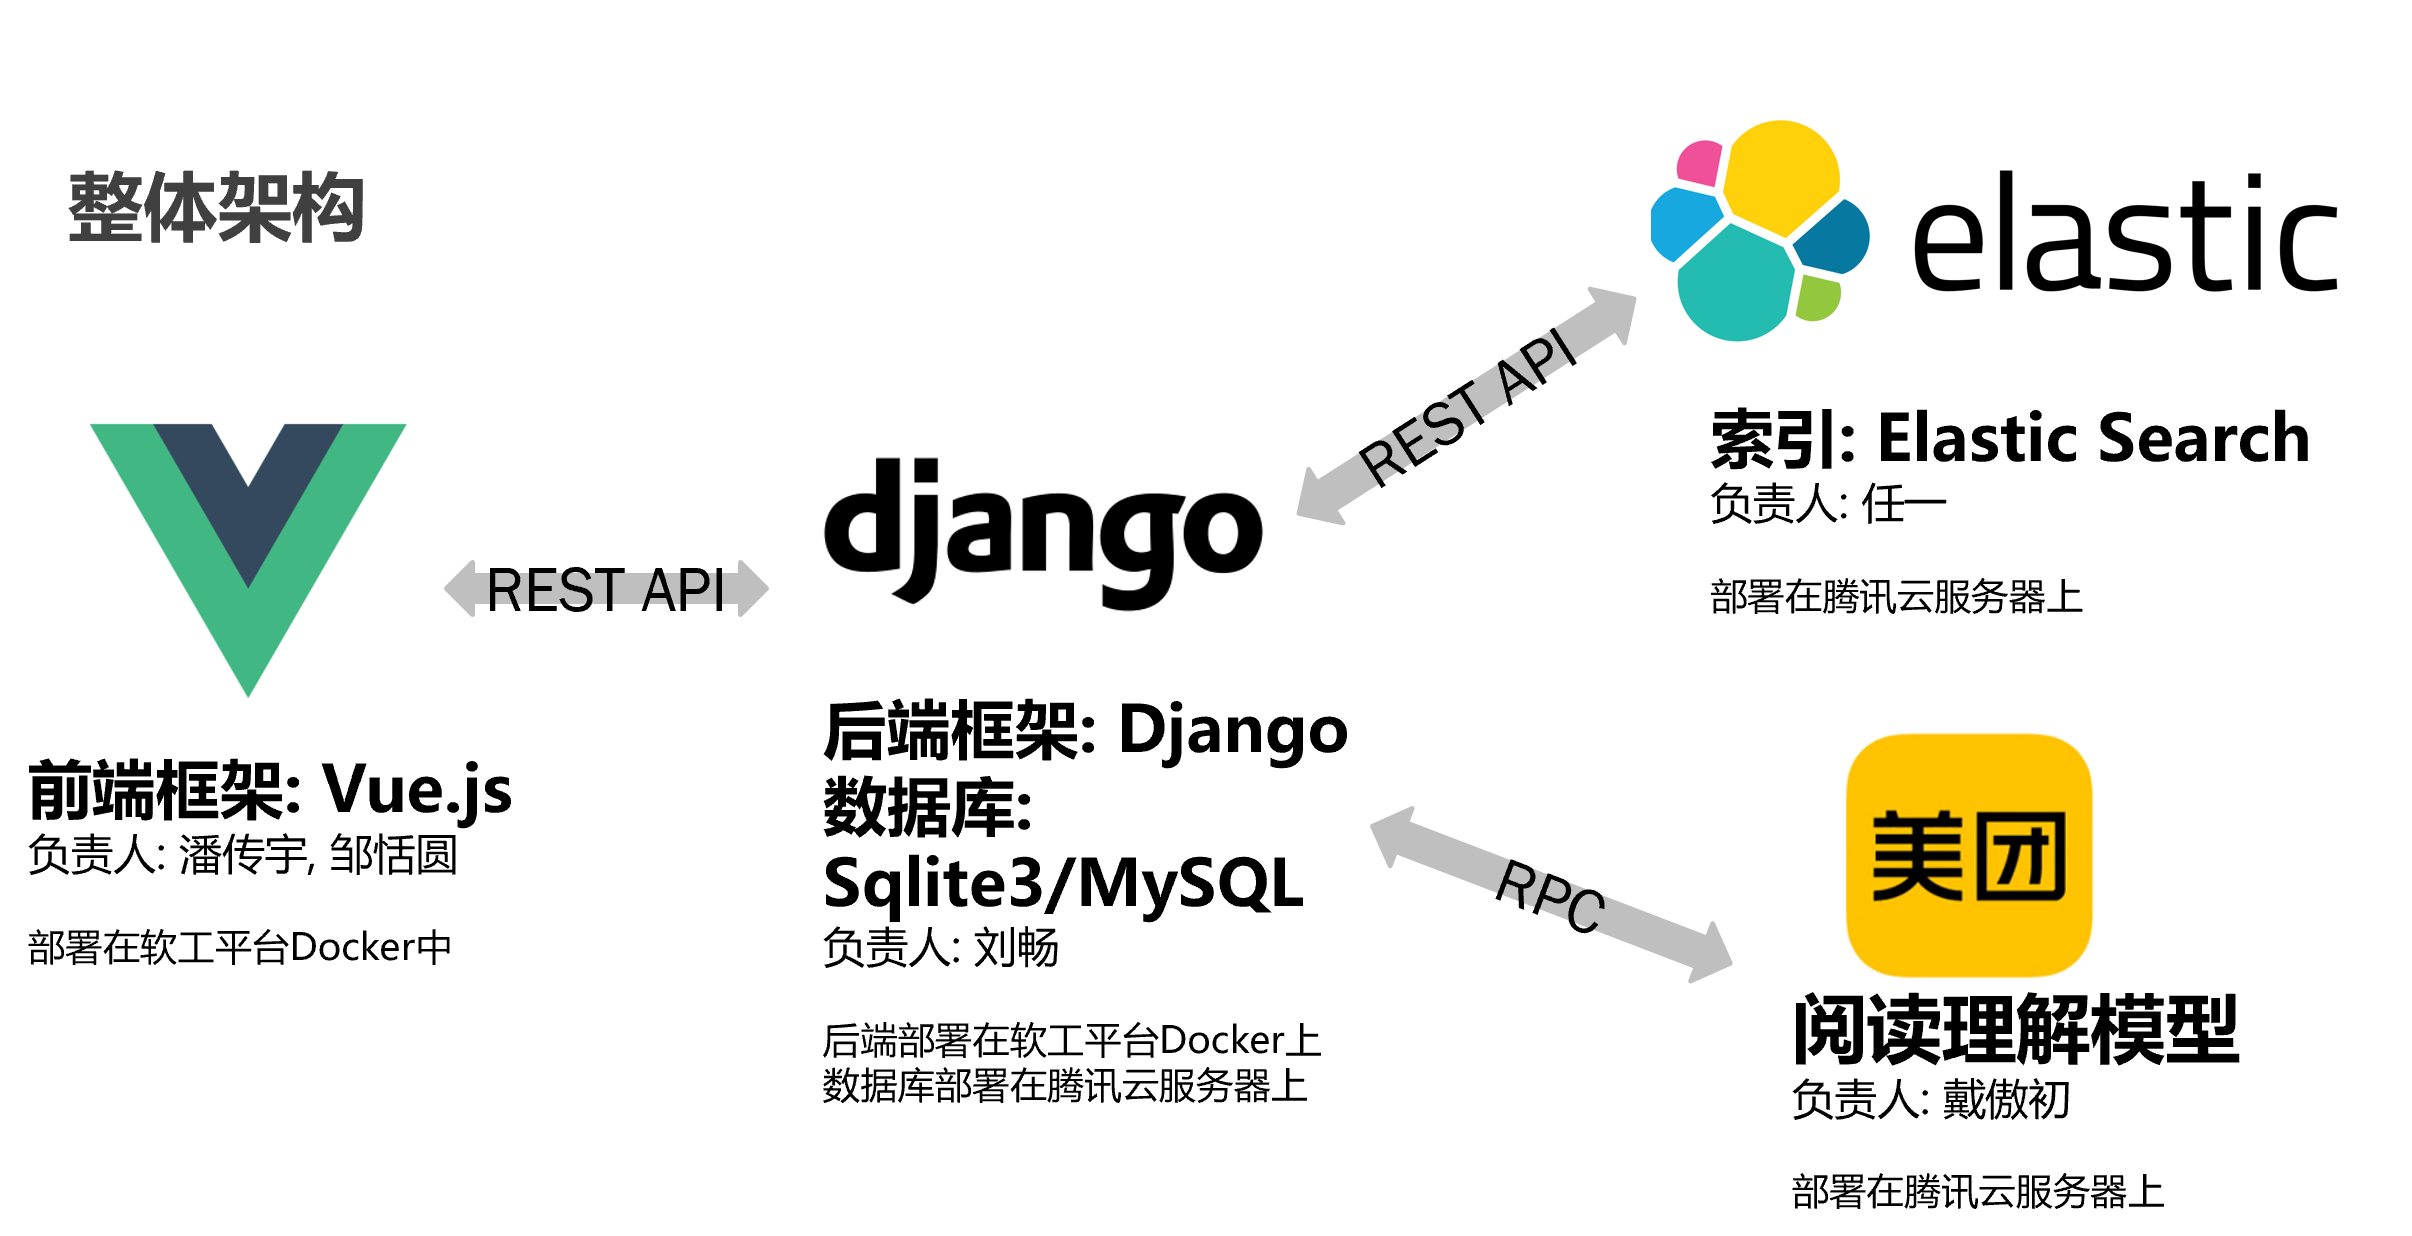 整体架构
elastic
REST API
索引: Elastic Search
负责人: 任一
部署在腾讯云服务器上
django
REST API
前端框架: Vue.js
负责人: 潘传宇, 邹恬圆
部署在软工平台Docker中
后端框架: Django
数据库:
Sqlite3/MySQL
负责人: 刘畅
后端部署在软工平台Docker上
数据库部署在腾讯云服务器上
RPC
美团
阅读理解模型
负责人: 戴傲初
部署在腾讯云服务器上